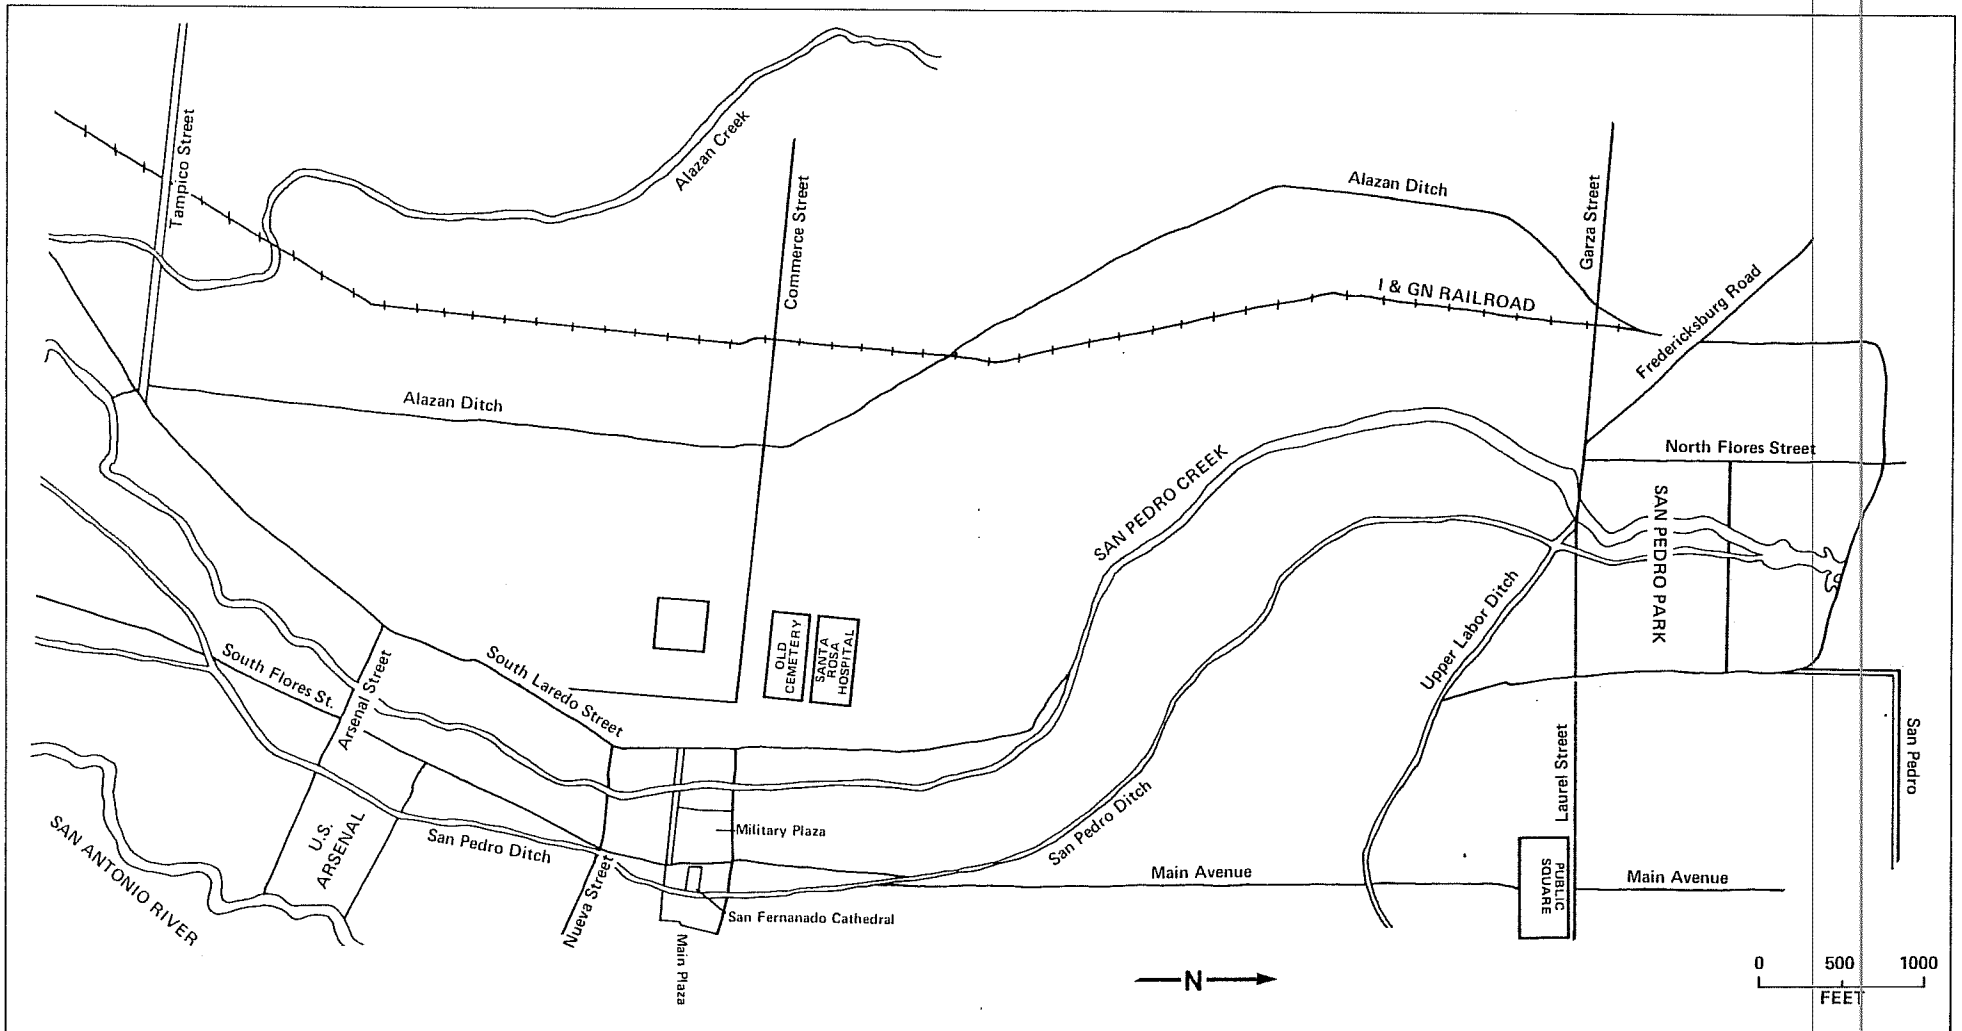 Tampico Street
Alazan Creek
Commerce Street
Alazan Ditch
Garza Street
I & GN RAILROAD
Fredericksburg Road
Alazan Ditch
North Flores Street
SAN PEDRO CREEK
SAN PEDRO PARK
OLD
CEMETERY
SANTA
ROSA
HOSPITAL
Upper Labor Ditch
South Flores St.
Arsenal Street
South Laredo Street
Laurel Street
San Pedro
U.S.
ARSENAL
San Pedro Ditch
Military Plaza
San Pedro Ditch
SAN ANTONIO RIVER
Nueva Street
San Fernanado Cathedral
Main Plaza
Main Avenue
PUBLIC
SQUARE
Main Avenue
N
0 500 1000
FEET